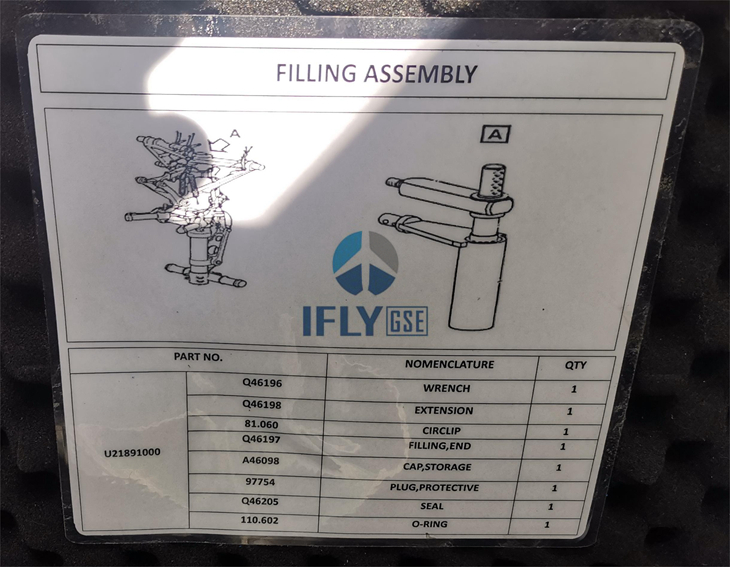 FILLING ASSEMBLY
A
A
IFLY GSE
PART NO. NOMENCLATURE QTY
U21891000
Q46196 WRENCH 1
Q46198 EXTENSION 1
81.060 CIRCLIP 1
Q46197 FILLING,END 1
A46098 CAP,STORAGE 1
97754 PLUG,PROTECTIVE 1
Q46205 SEAL 1
110.602 O-RING 1